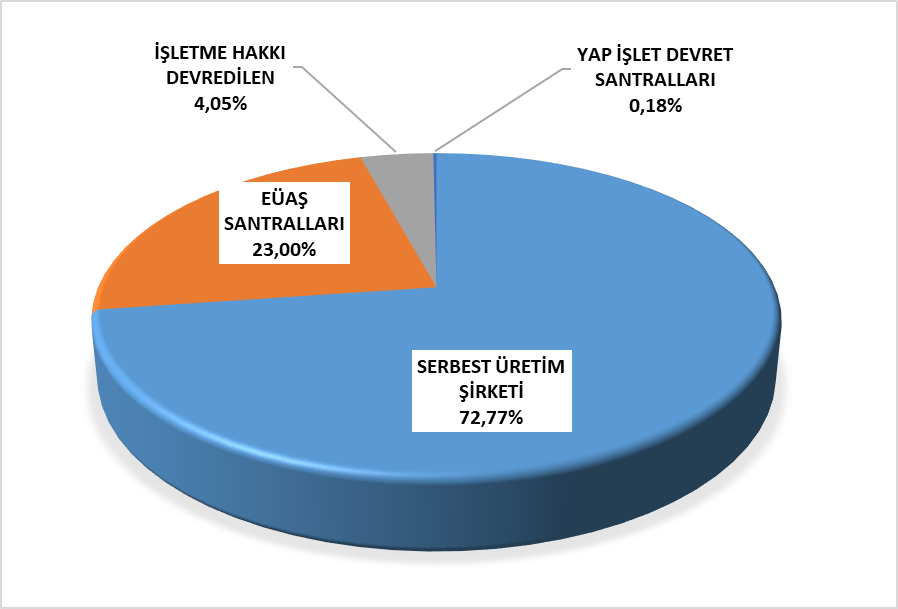 İŞLETME HAKKI
DEVREDİLEN
4,05%
YAP İŞLET DEVRET
SANTRALLARI
0,18%
EÜAŞ
SANTRALLARI
23,00%
SERBEST ÜRETİM
ŞİRKETİ
72,77%